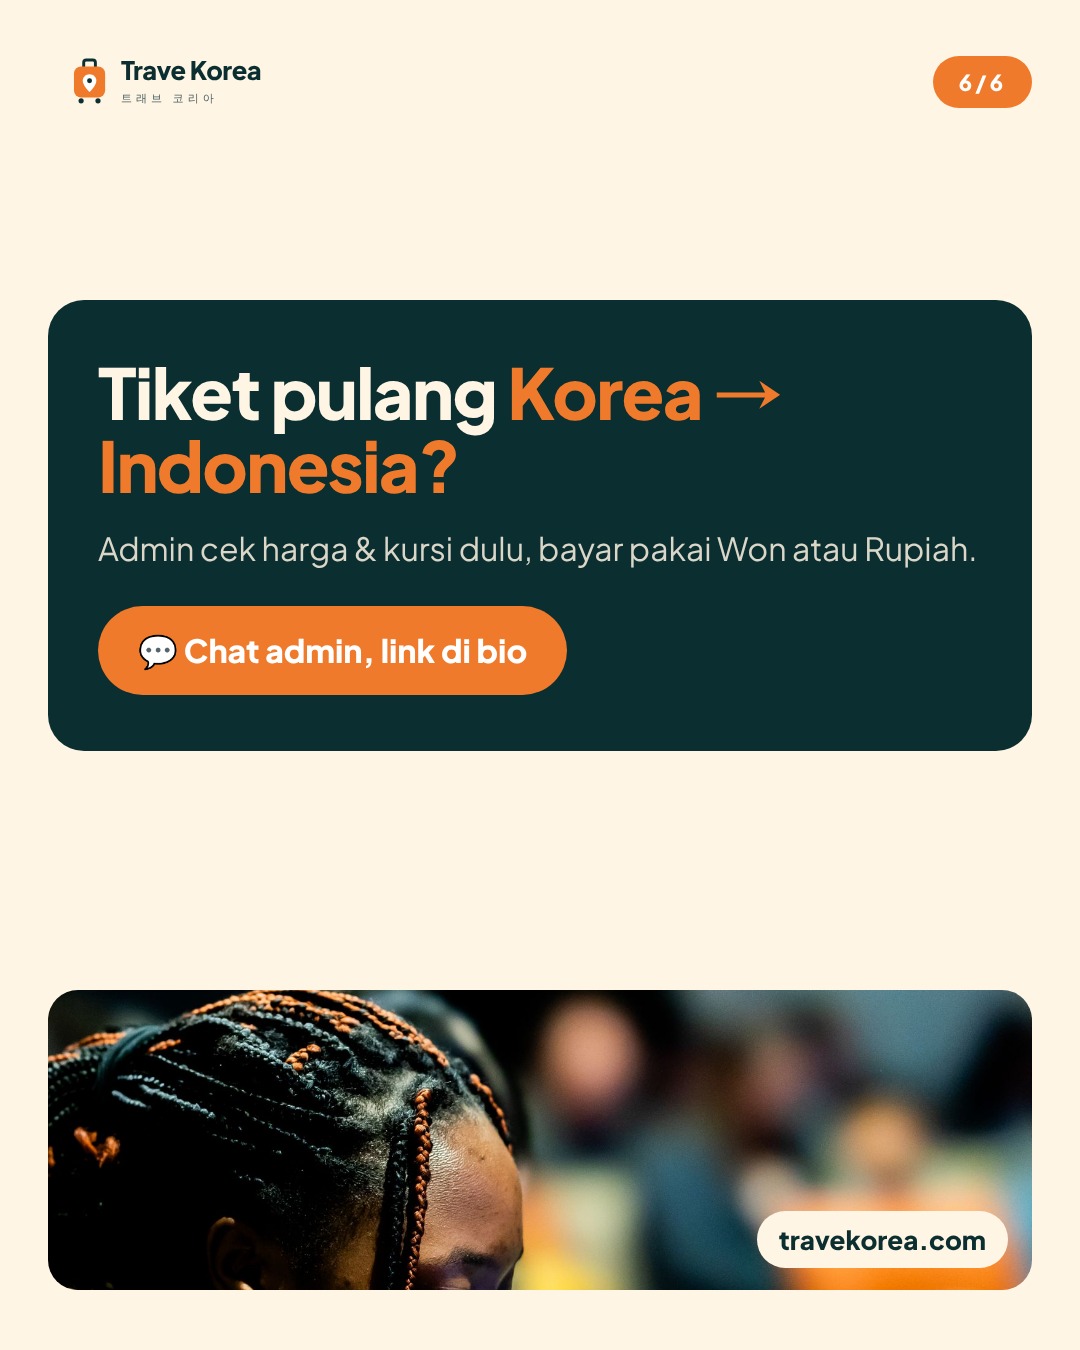 Trave Korea
트래브 코리아
6/6
Tiket pulang Korea →
Indonesia?
Admin cek harga & kursi dulu, bayar pakai Won atau Rupiah.
💬 Chat admin, link di bio
travekorea.com